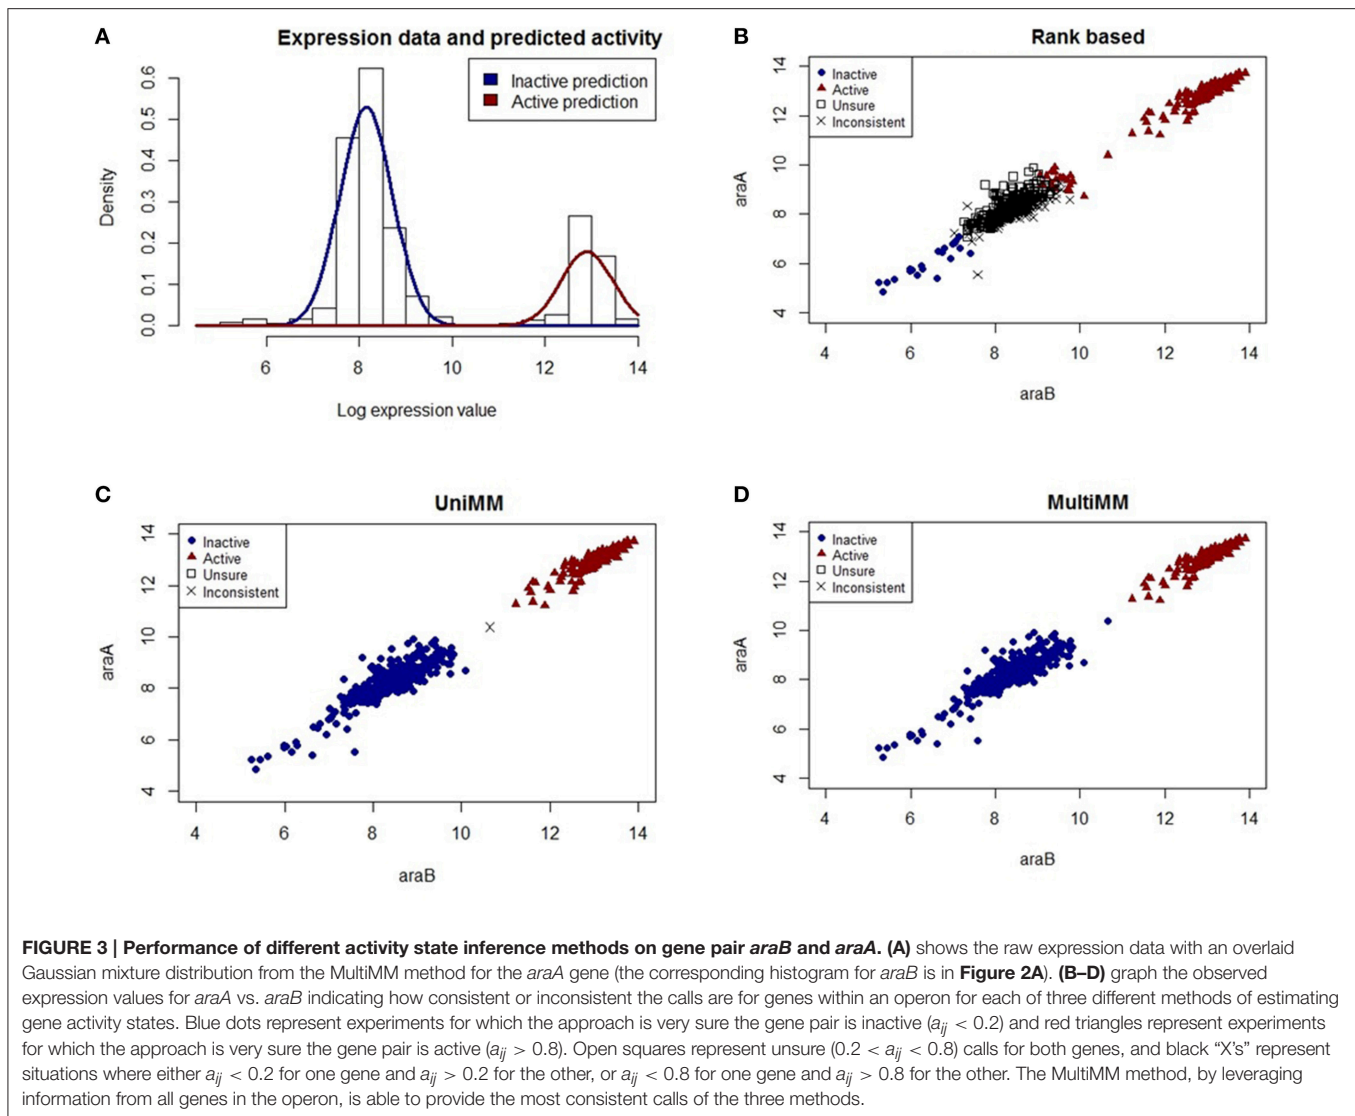 A
Expression data and predicted activity
Inactive prediction
Active prediction
0.6
0.5
0.4
0.3
0.2
0.1
0.0
Density
6 8 10 12 14
Log expression value
B
Rank based
Inactive
Active
Unsure
Inconsistent
14
12
10
8
6
4
araA
4 6 8 10 12 14
araB
C
UniMM
Inactive
Active
Unsure
Inconsistent
14
12
10
8
6
4
araA
4 6 8 10 12 14
araB
D
MultiMM
Inactive
Active
Unsure
Inconsistent
14
12
10
8
6
4
araA
4 6 8 10 12 14
araB
FIGURE 3 | Performance of different activity state inference methods on gene pair araB and araA. (A) shows the raw expression data with an overlaid
Gaussian mixture distribution from the MultiMM method for the araA gene (the corresponding histogram for araB is in Figure 2A). (B–D) graph the observed
expression values for araA vs. araB indicating how consistent or inconsistent the calls are for genes within an operon for each of three different methods of estimating
gene activity states. Blue dots represent experiments for which the approach is very sure the gene pair is inactive (aij < 0.2) and red triangles represent experiments
for which the approach is very sure the gene pair is active (aij > 0.8). Open squares represent unsure (0.2 < aij < 0.8) calls for both genes, and black “X’s” represent
situations where either aij < 0.2 for one gene and aij > 0.2 for the other, or aij < 0.8 for one gene and aij > 0.8 for the other. The MultiMM method, by leveraging
information from all genes in the operon, is able to provide the most consistent calls of the three methods.